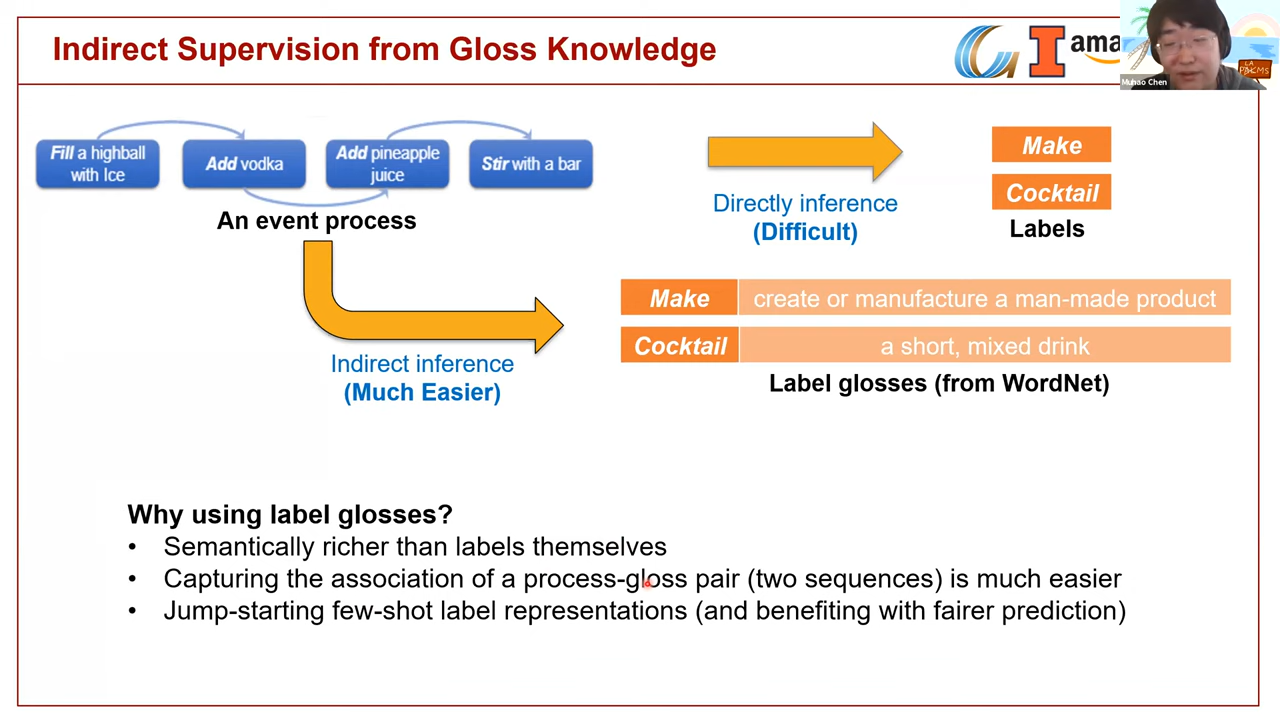 Indirect Supervision from Gloss Knowledge
I ama
Muhao Chen
LA
Fill a highball
with Ice
Add vodka
Add pineapple
juice
Stir with a bar
An event process
Directly inference
(Difficult)
Make
Cocktail
Labels
Indirect inference
(Much Easier)
Make create or manufacture a man-made product
Cocktail a short, mixed drink
Label glosses (from WordNet)
Why using label glosses?
• Semantically richer than labels themselves
• Capturing the association of a process-gloss pair (two sequences) is much easier
• Jump-starting few-shot label representations (and benefiting with fairer prediction)